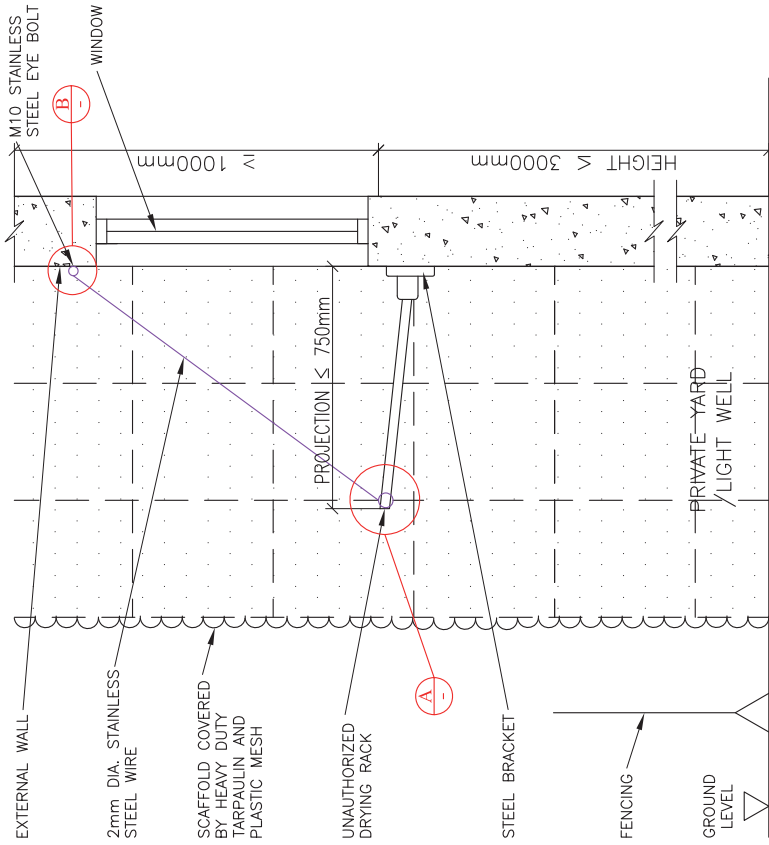 M10 STAINLESS
STEEL EYE BOLT
B
-
WINDOW
≤ 1000mm
HEIGHT ≤ 3000mm
PROJECTION ≤ 750mm
PRIVATE YARD
/LIGHT WELL
A
-
EXTERNAL WALL
2mm DIA. STAINLESS
STEEL WIRE
SCAFFOLD COVERED
BY HEAVY DUTY
TARPAULIN AND
PLASTIC MESH
UNAUTHORIZED
DRYING RACK
STEEL BRACKET
FENCING
GROUND
LEVEL